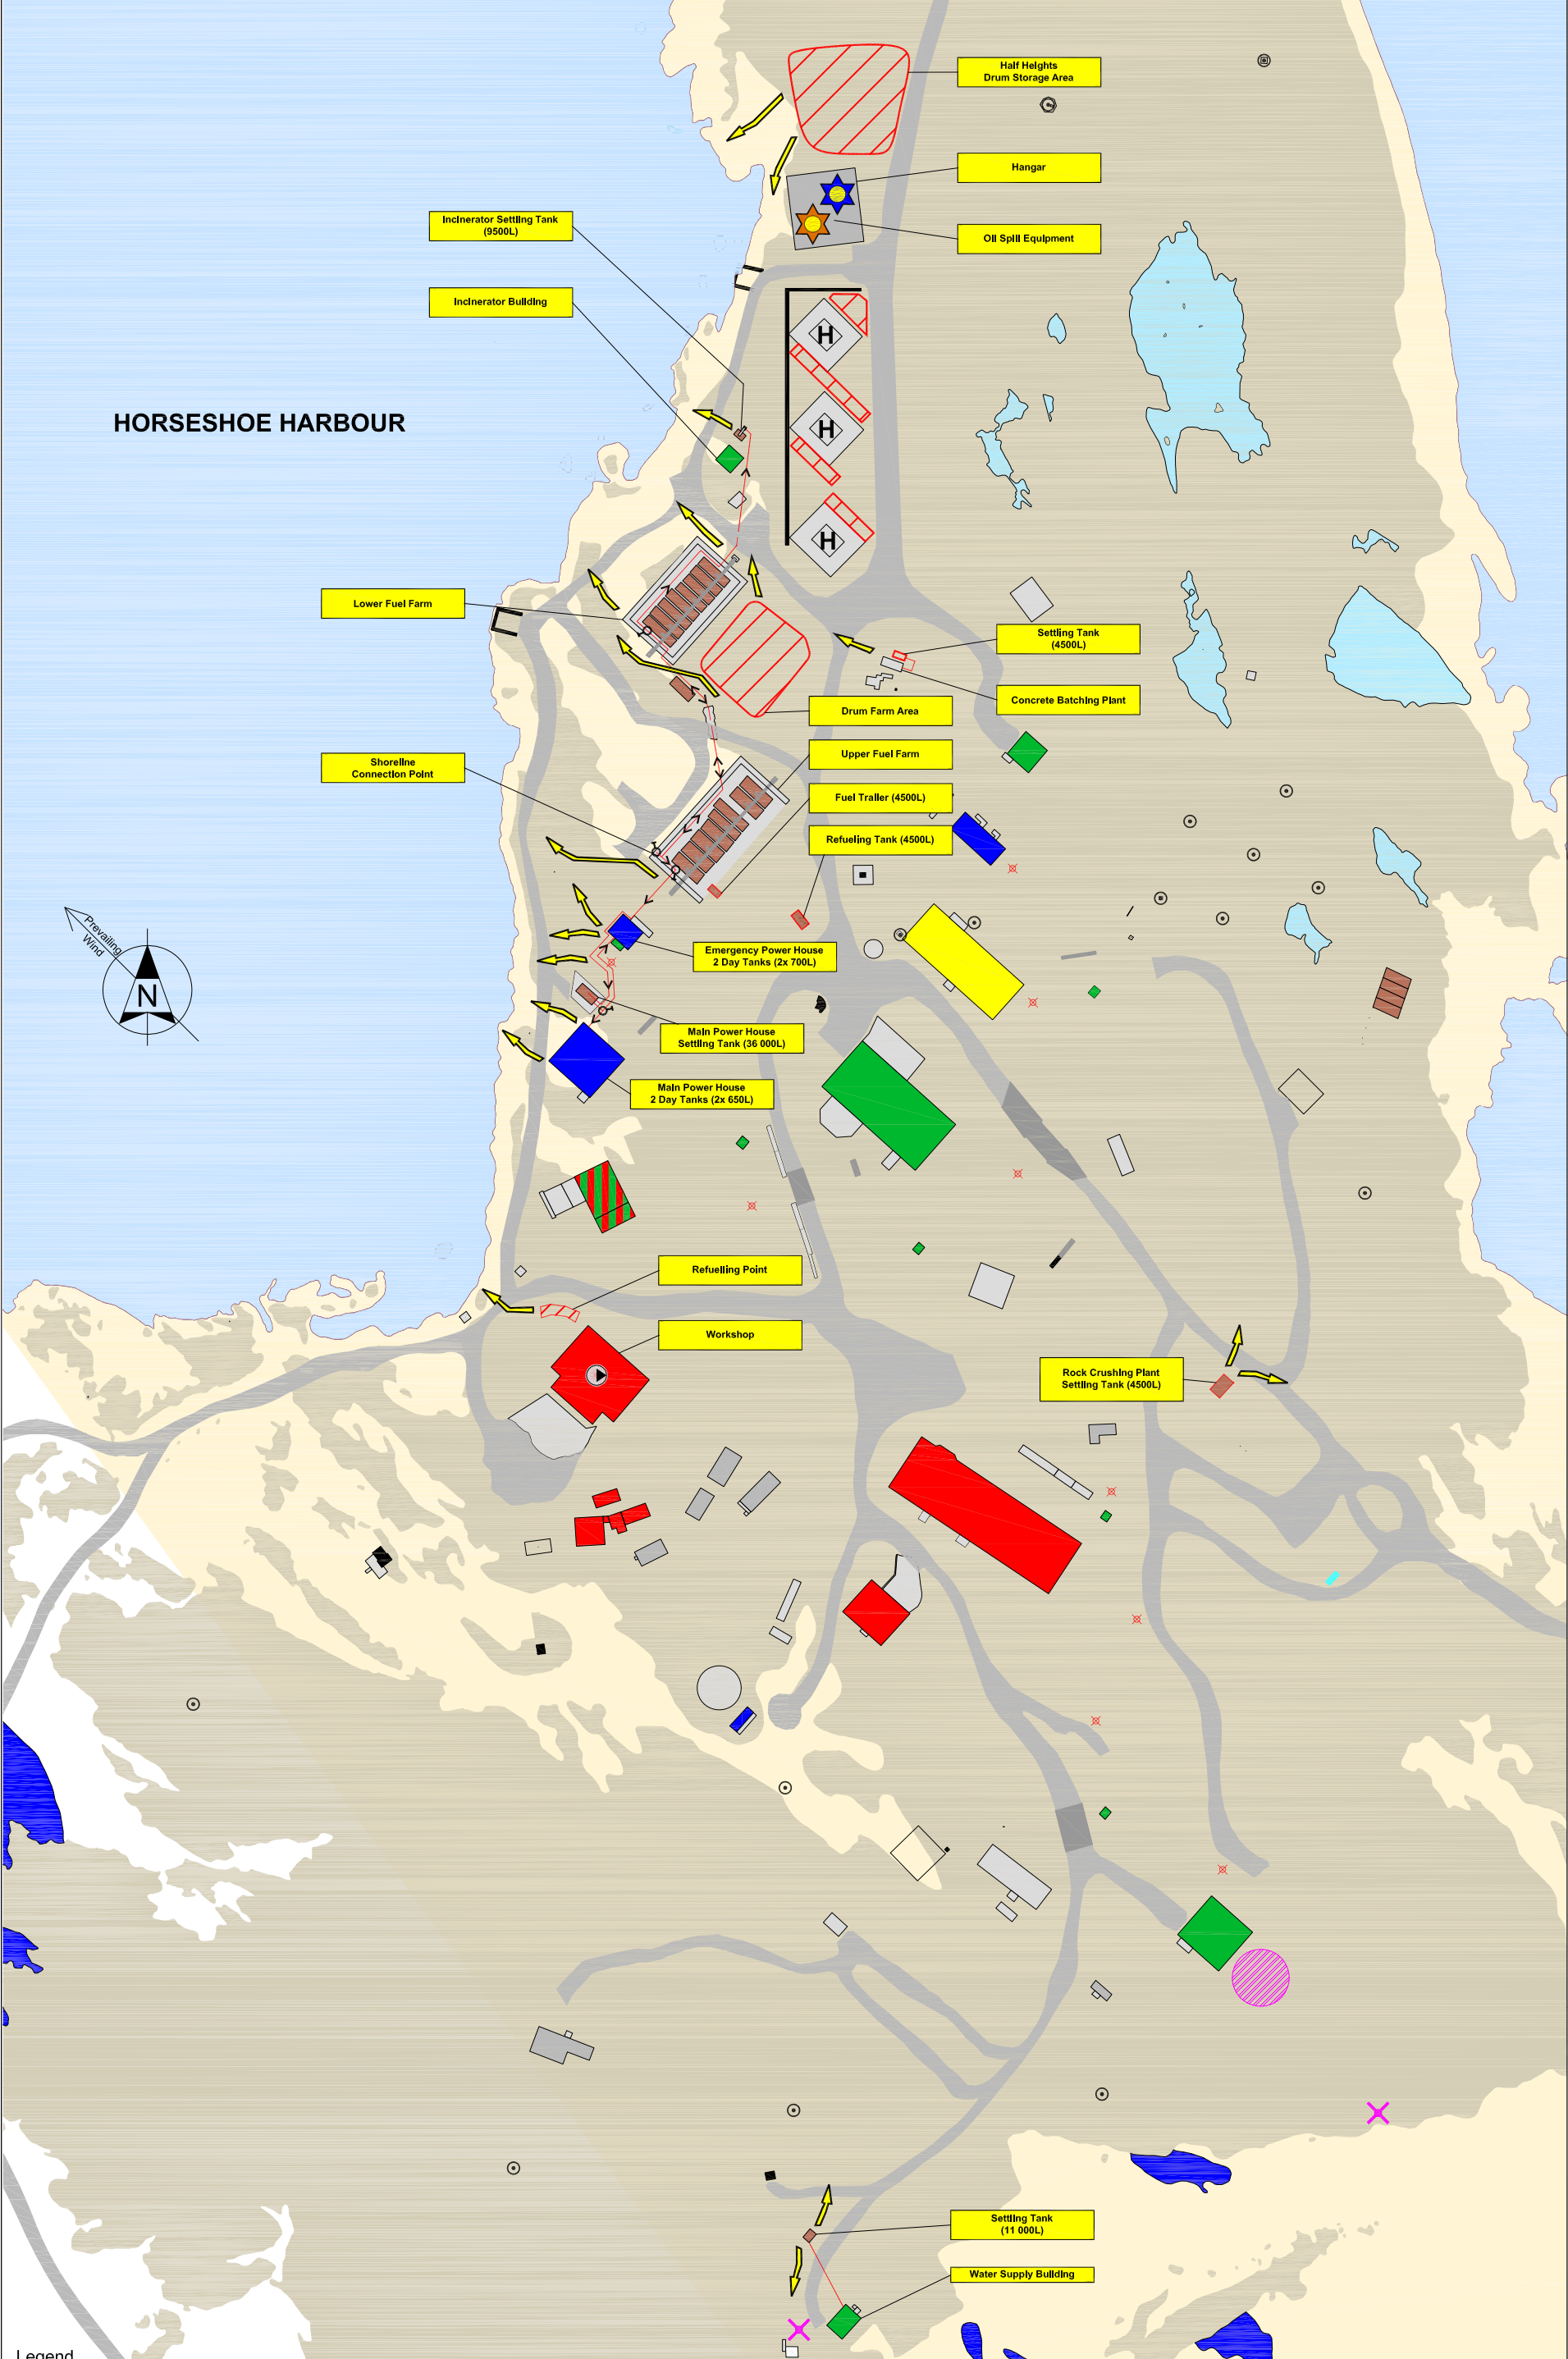 Half Heights
Drum Storage Area
Hangar
Incinerator Settling Tank
(9500L)
Oil Spill Equipment
Incinerator Building
H
HORSESHOE HARBOUR
H
H
Lower Fuel Farm
Settling Tank
(4500L)
Concrete Batching Plant
Drum Farm Area
Upper Fuel Farm
Shoreline
Connection Point
Fuel Trailer (4500L)
Refueling Tank (4500L)
Prevailing
Wind
N
Emergency Power House
2 Day Tanks (2x 700L)
Main Power House
Settling Tank (36 000L)
Main Power House
2 Day Tanks (2x 650L)
Refuelling Point
Workshop
Rock Crushing Plant
Settling Tank (4500L)
Settling Tank
(11 000L)
Water Supply Building
Legend